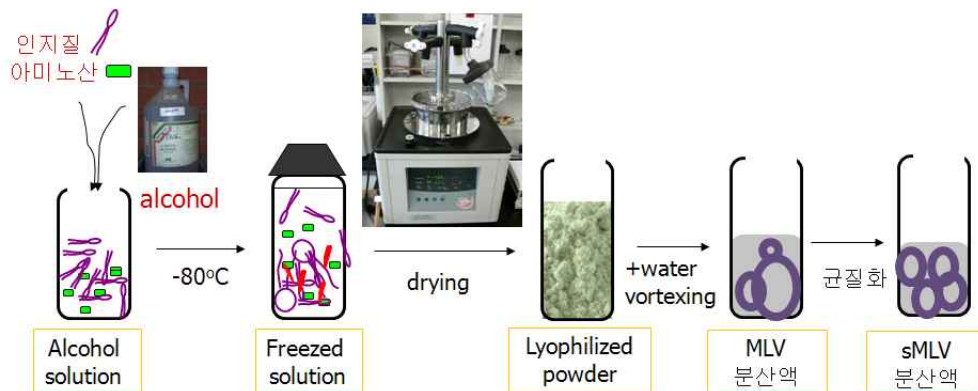 인지질
아미노산
alcohol
-80°C
drying
+water
vortexing
균질화
Alcohol
solution
Freezed
solution
Lyophilized
powder
MLV
분산액
sMLV
분산액